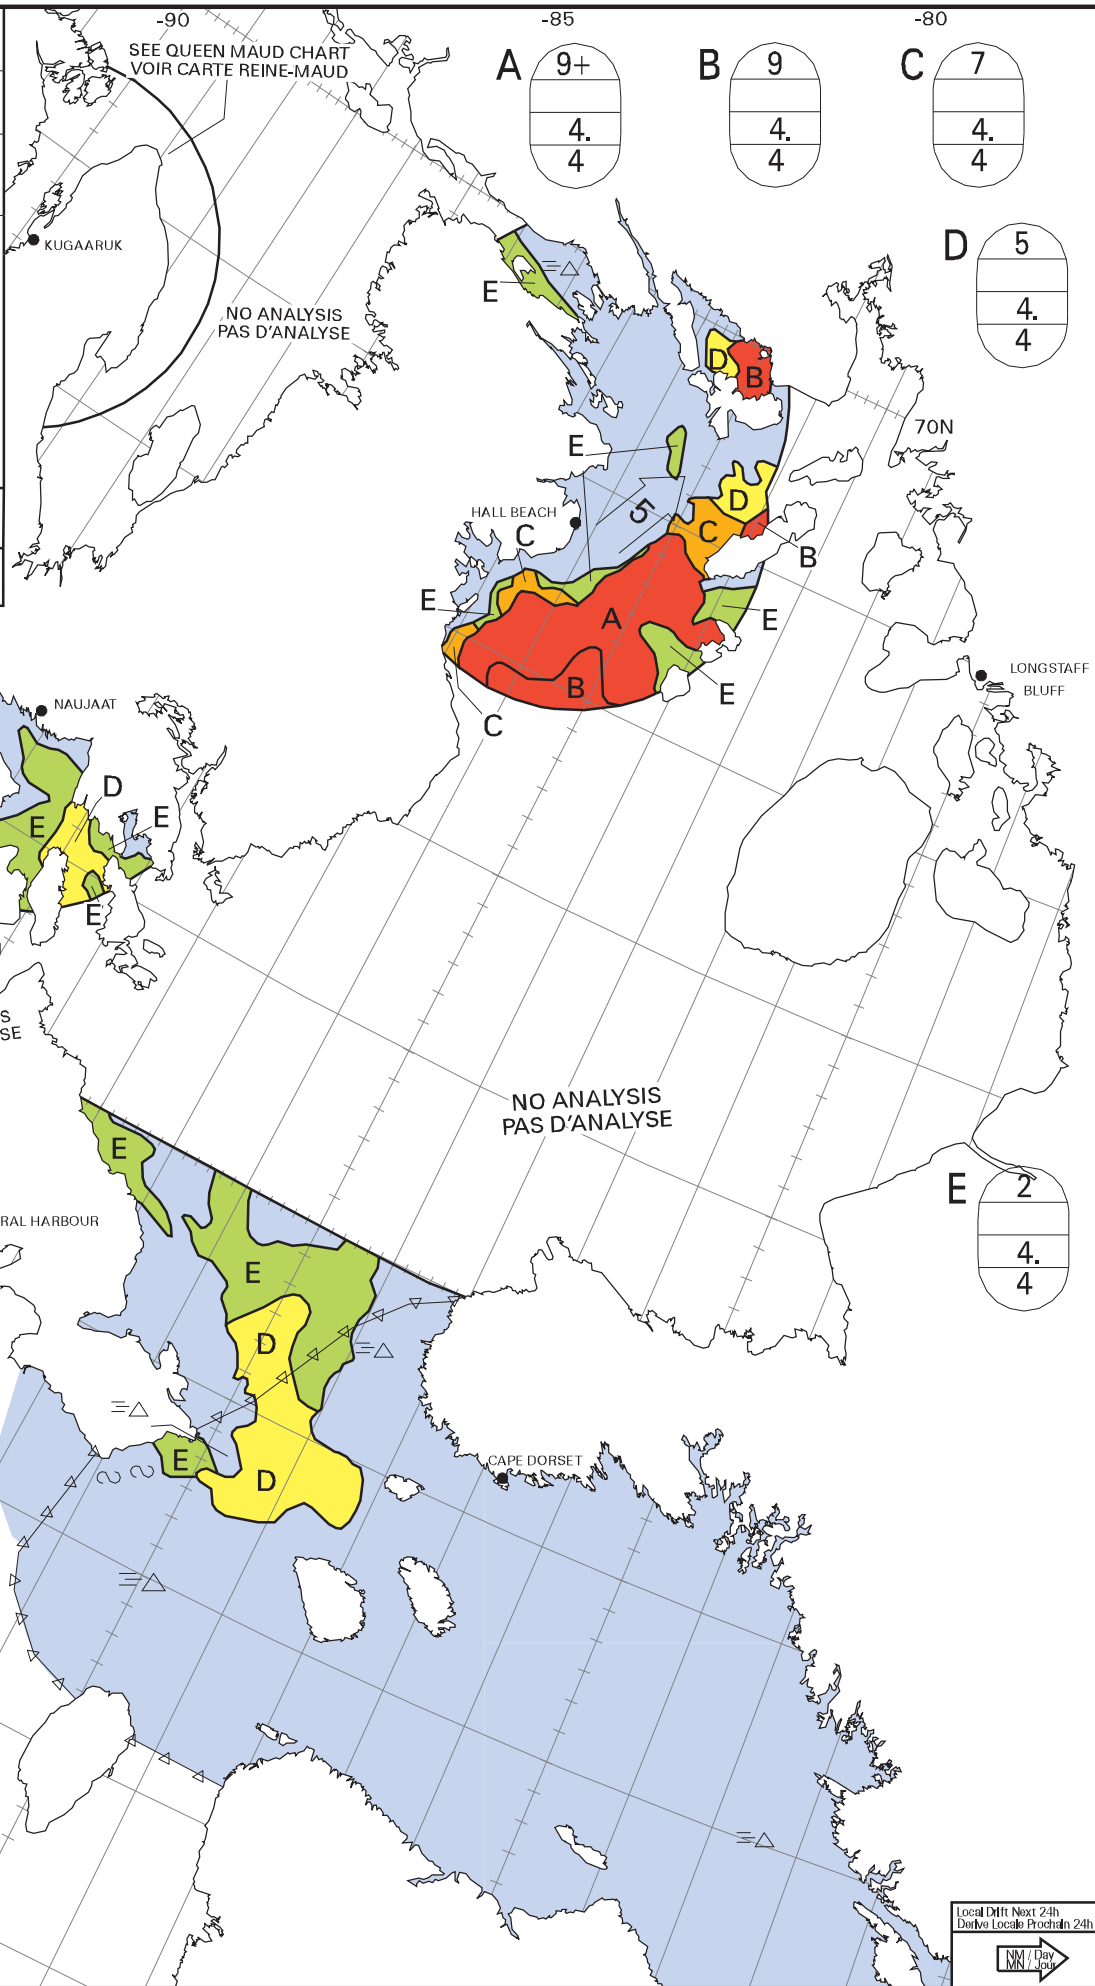 -90
-85
-80
SEE QUEEN MAUD CHART
VOIR CARTE REINE-MAUD
A
9+
4.
4
B
9
4.
4
C
7
4.
4
D
5
4.
4
KUGAARUK
E
NO ANALYSIS
PAS D'ANALYSE
D
B
70N
E
D
5
HALL BEACH
C
C
B
E
A
E
LONGSTAFF
BLUFF
B
E
NAUJAAT
C
D
E
E
E
S
SE
NO ANALYSIS
PAS D'ANALYSE
E
E
2
4.
4
RAL HARBOUR
E
D
E
CAPE DORSET
D
Local Drift Next 24h
Derive Locale Prochain 24h
NM / Day
MN / Jour